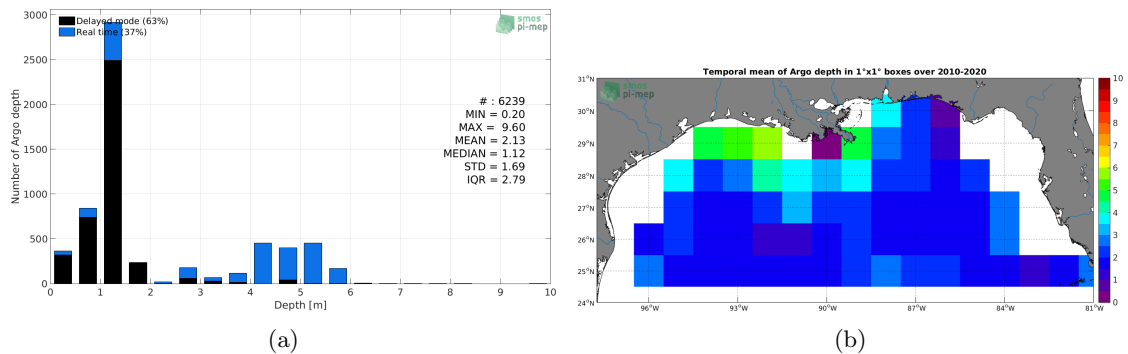 Delayed mode (63%)
Real time (37%)
smos
pi-mep
# : 6239
MIN = 0.20
MAX = 9.60
MEAN = 2.13
MEDIAN = 1.12
STD = 1.69
IQR = 2.79
Number of Argo depth
3000
2500
2000
1500
1000
500
0
0 1 2 3 4 5 6 7 8 9 10
Depth [m]
(a)
Temporal mean of Argo depth in 1°x1° boxes over 2010-2020
smos
pi-mep
31°N
30°N
29°N
28°N
27°N
26°N
25°N
24°N
96°W 93°W 90°W 87°W 84°W 81°W
10
9
8
7
6
5
4
3
2
1
0
(b)